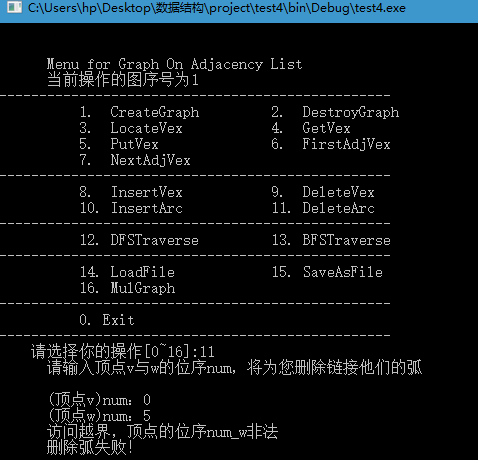 C:\Users\hp\Desktop\数据结构\project\test4\bin\Debug\test4.exe
Menu for Graph On Adjacency List
当前操作的图序号为1
--------------------------------------------------
1. CreateGraph 2. DestroyGraph
3. LocateVex 4. GetVex
5. PutVex 6. FirstAdjVex
7. NextAdjVex
--------------------------------------------------
8. InsertVex 9. DeleteVex
10. InsertArc 11. DeleteArc
--------------------------------------------------
12. DFSTraverse 13. BFSTraverse
--------------------------------------------------
14. LoadFile 15. SaveAsFile
16. MulGraph
--------------------------------------------------
0. Exit
--------------------------------------------------
请选择你的操作[0~16]:11
请输入顶点v与w的位序num，将为您删除链接他们的弧
(顶点v)num：0
(顶点w)num：5
访问越界，顶点的位序num_w非法
删除弧失败!